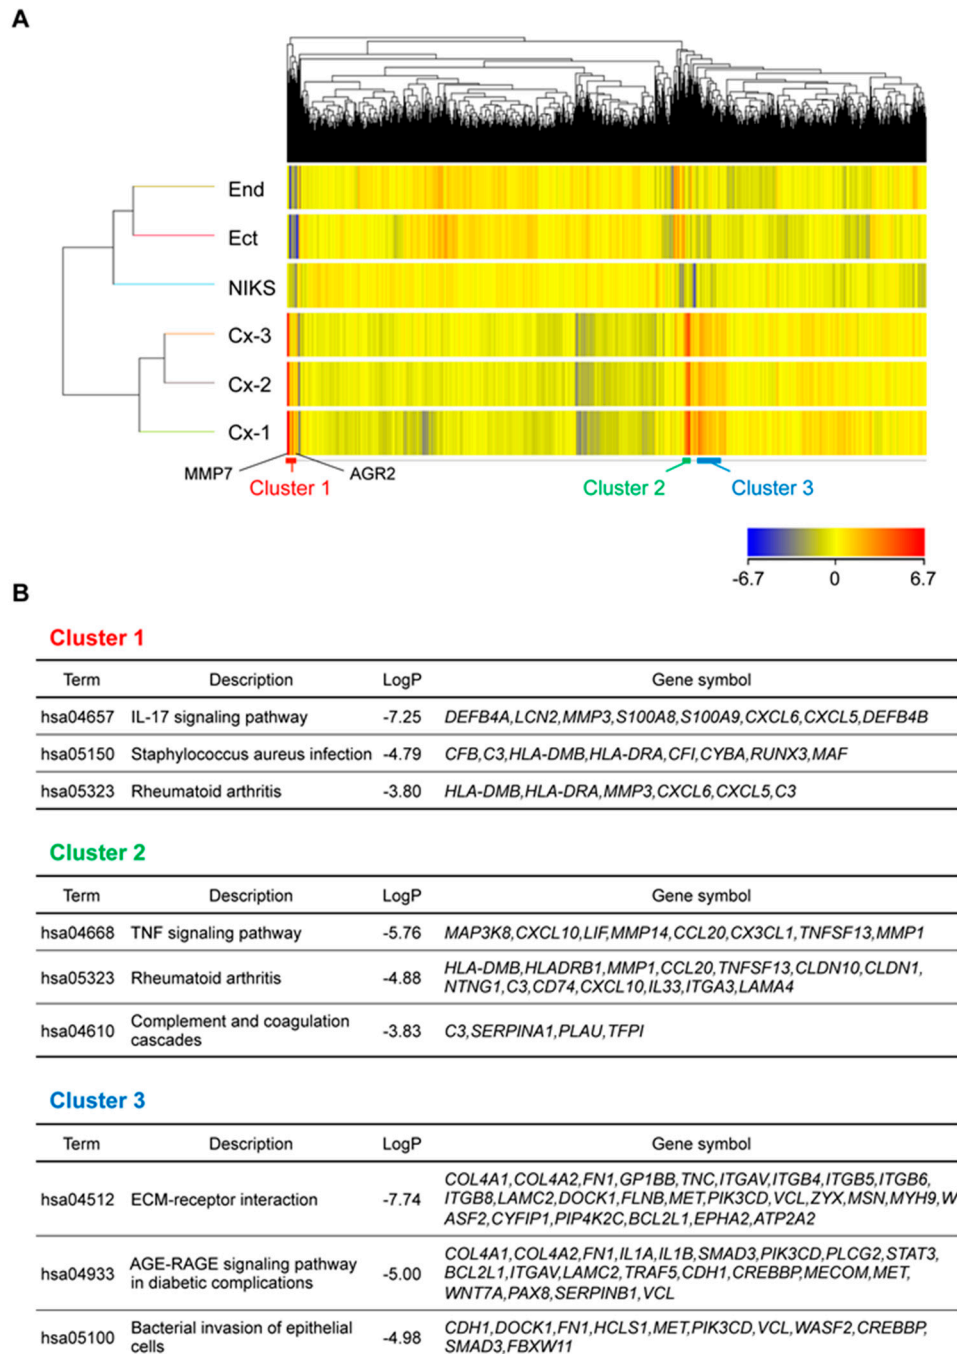 A
End
Ect
NIKS
Cx-3
Cx-2
Cx-1
MMP7
AGR2
Cluster 1
Cluster 2
Cluster 3
-6.7 0 6.7
B
Cluster 1
Term Description LogP Gene symbol
hsa04657 IL-17 signaling pathway -7.25 DEFB4A,LCN2,MMP3,S100A8,S100A9,CXCL6,CXCL5,DEFB4B
hsa05150 Staphylococcus aureus infection -4.79 CFB,C3,HLA-DMB,HLA-DRA,CFI,CYBA,RUNX3,MAF
hsa05323 Rheumatoid arthritis -3.80 HLA-DMB,HLA-DRA,MMP3,CXCL6,CXCL5,C3
Cluster 2
Term Description LogP Gene symbol
hsa04668 TNF signaling pathway -5.76 MAP3K8,CXCL10,LIF,MMP14,CCL20,CX3CL1,TNFSF13,MMP1
hsa05323 Rheumatoid arthritis -4.88 HLA-DMB,HLADRB1,MMP1,CCL20,TNFSF13,CLDN10,CLDN1,
NTNG1,C3,CD74,CXCL10,IL33,ITGA3,LAMA4
hsa04610 Complement and coagulation
cascades -3.83 C3,SERPINA1,PLAU,TFPI
Cluster 3
Term Description LogP Gene symbol
hsa04512 ECM-receptor interaction -7.74 COL4A1,COL4A2,FN1,GP1BB,TNC,ITGAV,ITGB4,ITGB5,ITGB6,
ITGB8,LAMC2,DOCK1,FLNB,MET,PIK3CD,VCL,ZYX,MSN,MYH9,W
ASF2,CYFIP1,PIP4K2C,BCL2L1,EPHA2,ATP2A2
hsa04933 AGE-RAGE signaling pathway
in diabetic complications -5.00 COL4A1,COL4A2,FN1,IL1A,IL1B,SMAD3,PIK3CD,PLCG2,STAT3,
BCL2L1,ITGAV,LAMC2,TRAF5,CDH1,CREBBP,MECOM,MET,
WNT7A,PAX8,SERPINB1,VCL
hsa05100 Bacterial invasion of epithelial
cells -4.98 CDH1,DOCK1,FN1,HCLS1,MET,PIK3CD,VCL,WASF2,CREBBP,
SMAD3,FBXW11